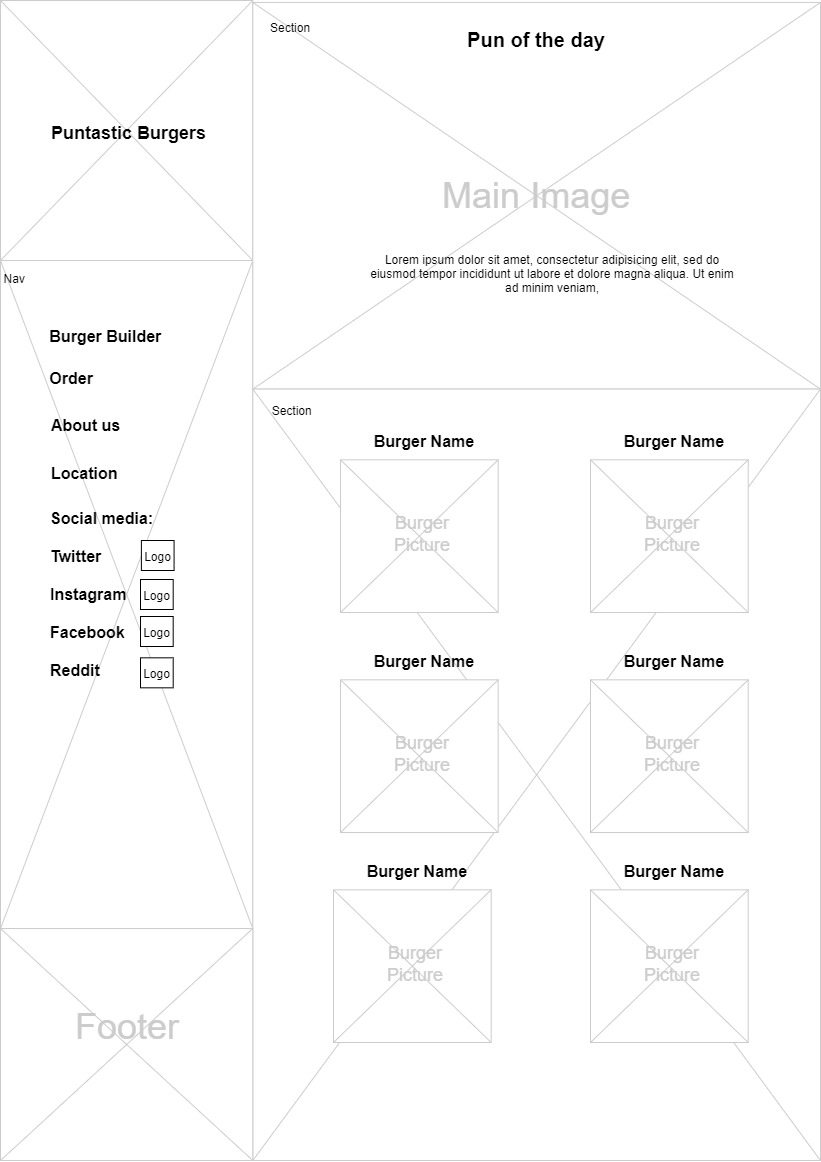 Puntastic Burgers
Nav
Burger Builder
Order
About us
Location
Social media:
Twitter Logo
Instagram Logo
Facebook Logo
Reddit Logo
Footer
Section
Pun of the day
Main Image
Lorem ipsum dolor sit amet, consectetur adipisicing elit, sed do
eiusmod tempor incididunt ut labore et dolore magna aliqua. Ut enim
ad minim veniam,
Section
Burger Name
Burger
Picture
Burger Name
Burger
Picture
Burger Name
Burger
Picture
Burger Name
Burger
Picture
Burger Name
Burger
Picture
Burger Name
Burger
Picture